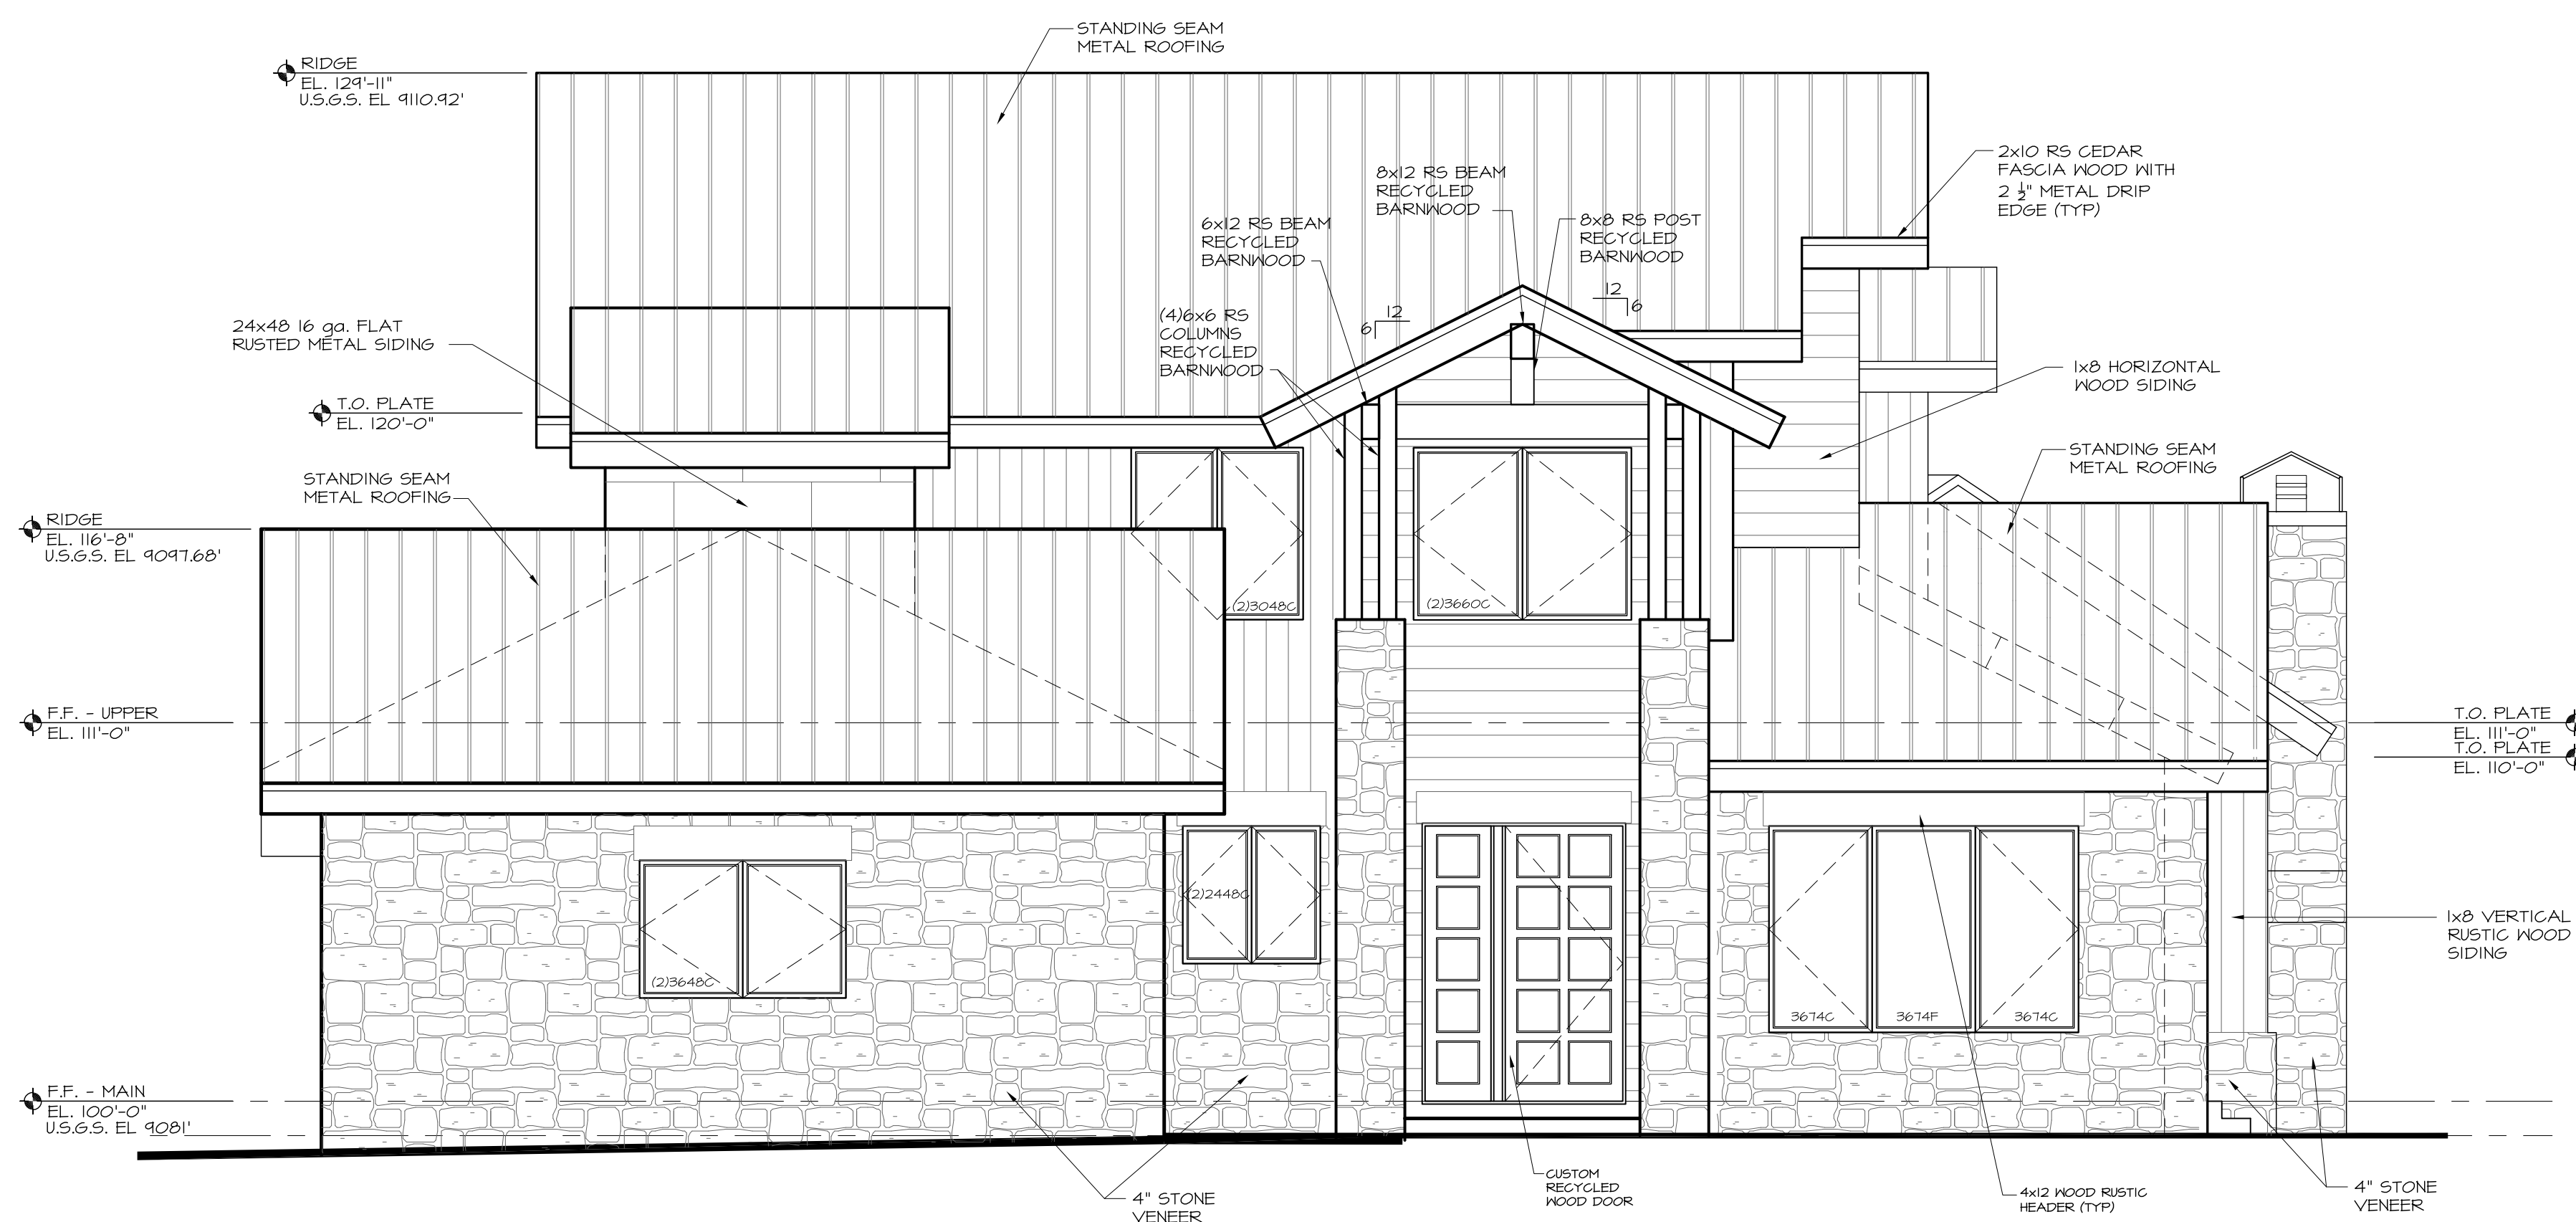 STANDING SEAM
METAL ROOFING
RIDGE
EL. 129'-11"
U.S.G.S. EL 9110.92'
2x10 RS CEDAR
FASCIA WOOD WITH
2 1/2" METAL DRIP
EDGE (TYP)
8x12 RS BEAM
RECYCLED
BARNWOOD
8x8 RS POST
RECYCLED
BARNWOOD
6x12 RS BEAM
RECYCLED
BARNWOOD
12
6
12
6
(4)6x6 RS
COLUMNS
RECYCLED
BARNWOOD
24x48 16 ga. FLAT
RUSTED METAL SIDING
1x8 HORIZONTAL
WOOD SIDING
T.O. PLATE
EL. 120'-0"
STANDING SEAM
METAL ROOFING
STANDING SEAM
METAL ROOFING
RIDGE
EL. 116'-8"
U.S.G.S. EL 9097.68'
(2)3048C
(2)3660C
F.F. - UPPER
EL. 111'-0"
T.O. PLATE
EL. 111'-0"
T.O. PLATE
EL. 110'-0"
(2)2448C
1x8 VERTICAL
RUSTIC WOOD
SIDING
(2)3648C
3674C
3674F
3674C
F.F. - MAIN
EL. 100'-0"
U.S.G.S. EL 9081'
CUSTOM
RECYCLED
WOOD DOOR
4" STONE
VENEER
4x12 WOOD RUSTIC
HEADER (TYP)
4" STONE
VENEER